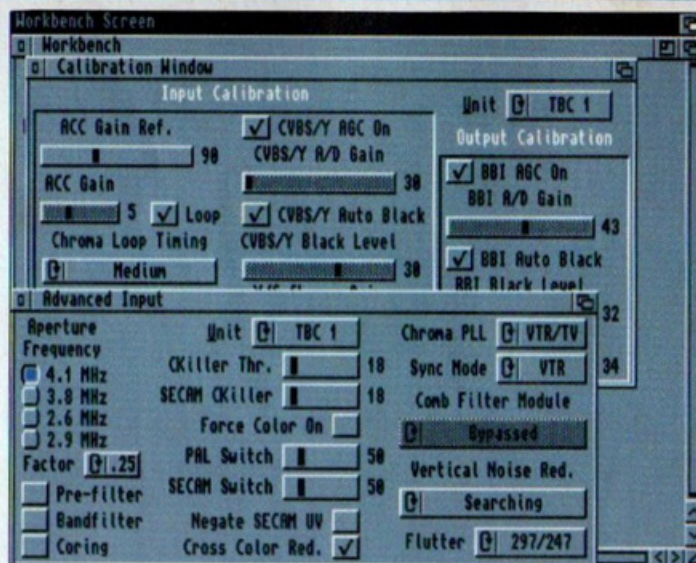 Workbench Screen
Workbench
Calibration Window
Input Calibration
ACC Gain Ref.
90
ACC Gain
5
Loop
Chroma Loop Timing
Medium
CVBS/Y AGC On
CVBS/Y A/D Gain
30
CVBS/Y Auto Black
CVBS/Y Black Level
30
Unit TBC 1
Output Calibration
BBI AGC On
BBI A/D Gain
43
BBI Auto Black
BBI Black Level
32
34
Advanced Input
Aperture
Frequency
4.1 MHz
3.8 MHz
2.6 MHz
2.9 MHz
Factor .25
Pre-filter
Bandfilter
Coring
Unit TBC 1
CKiller Thr. 18
SECAM CKiller 18
Force Color On
PAL Switch 50
SECAM Switch 50
Negate SECAM UV
Cross Color Red.
Chroma PLL VTR/TV
Sync Mode VTR
Comb Filter Module
Bypassed
Vertical Noise Red.
Searching
Flutter 297/247